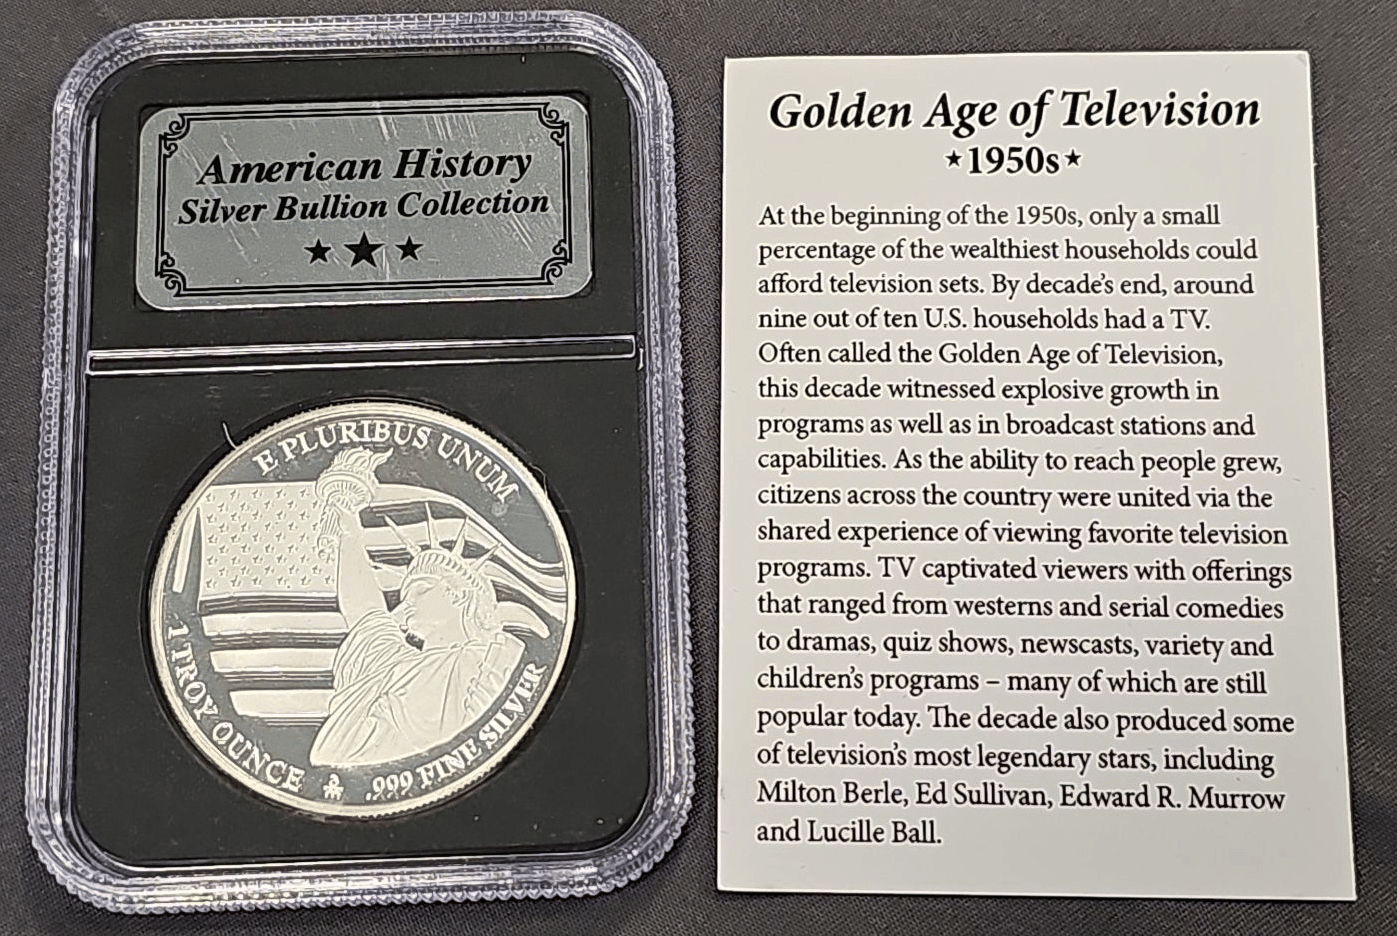 American History
Silver Bullion Collection
★ ★ ★
E PLURIBUS UNUM
1 TROY OUNCE
.999 FINE SILVER
Golden Age of Television
★1950s★
At the beginning of the 1950s, only a small
percentage of the wealthiest households could
afford television sets. By decade's end, around
nine out of ten U.S. households had a TV.
Often called the Golden Age of Television,
this decade witnessed explosive growth in
programs as well as in broadcast stations and
capabilities. As the ability to reach people grew,
citizens across the country were united via the
shared experience of viewing favorite television
programs. TV captivated viewers with offerings
that ranged from westerns and serial comedies
to dramas, quiz shows, newscasts, variety and
children's programs – many of which are still
popular today. The decade also produced some
of television's most legendary stars, including
Milton Berle, Ed Sullivan, Edward R. Murrow
and Lucille Ball.